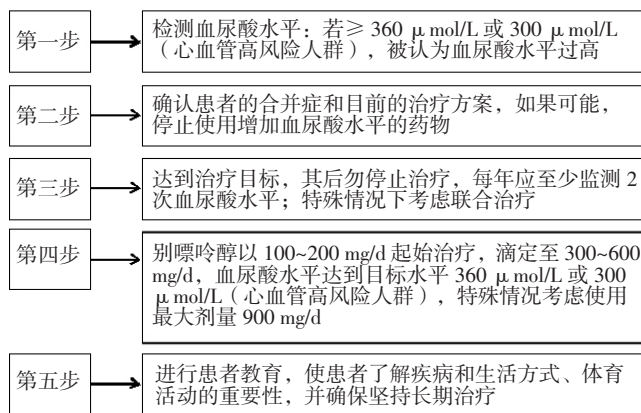 第一步
检测血尿酸水平：若≥ 360 μmol/L 或 300 μmol/L
（心血管高风险人群），被认为血尿酸水平过高
第二步
确认患者的合并症和目前的治疗方案，如果可能，
停止使用增加血尿酸水平的药物
第三步
达到治疗目标，其后勿停止治疗，每年应至少监测 2
次血尿酸水平；特殊情况下考虑联合治疗
第四步
别嘌呤醇以 100~200 mg/d 起始治疗，滴定至 300~600
mg/d，血尿酸水平达到目标水平 360 μmol/L 或 300
μmol/L（心血管高风险人群），特殊情况考虑使用
最大剂量 900 mg/d
第五步
进行患者教育，使患者了解疾病和生活方式、体育
活动的重要性，并确保坚持长期治疗